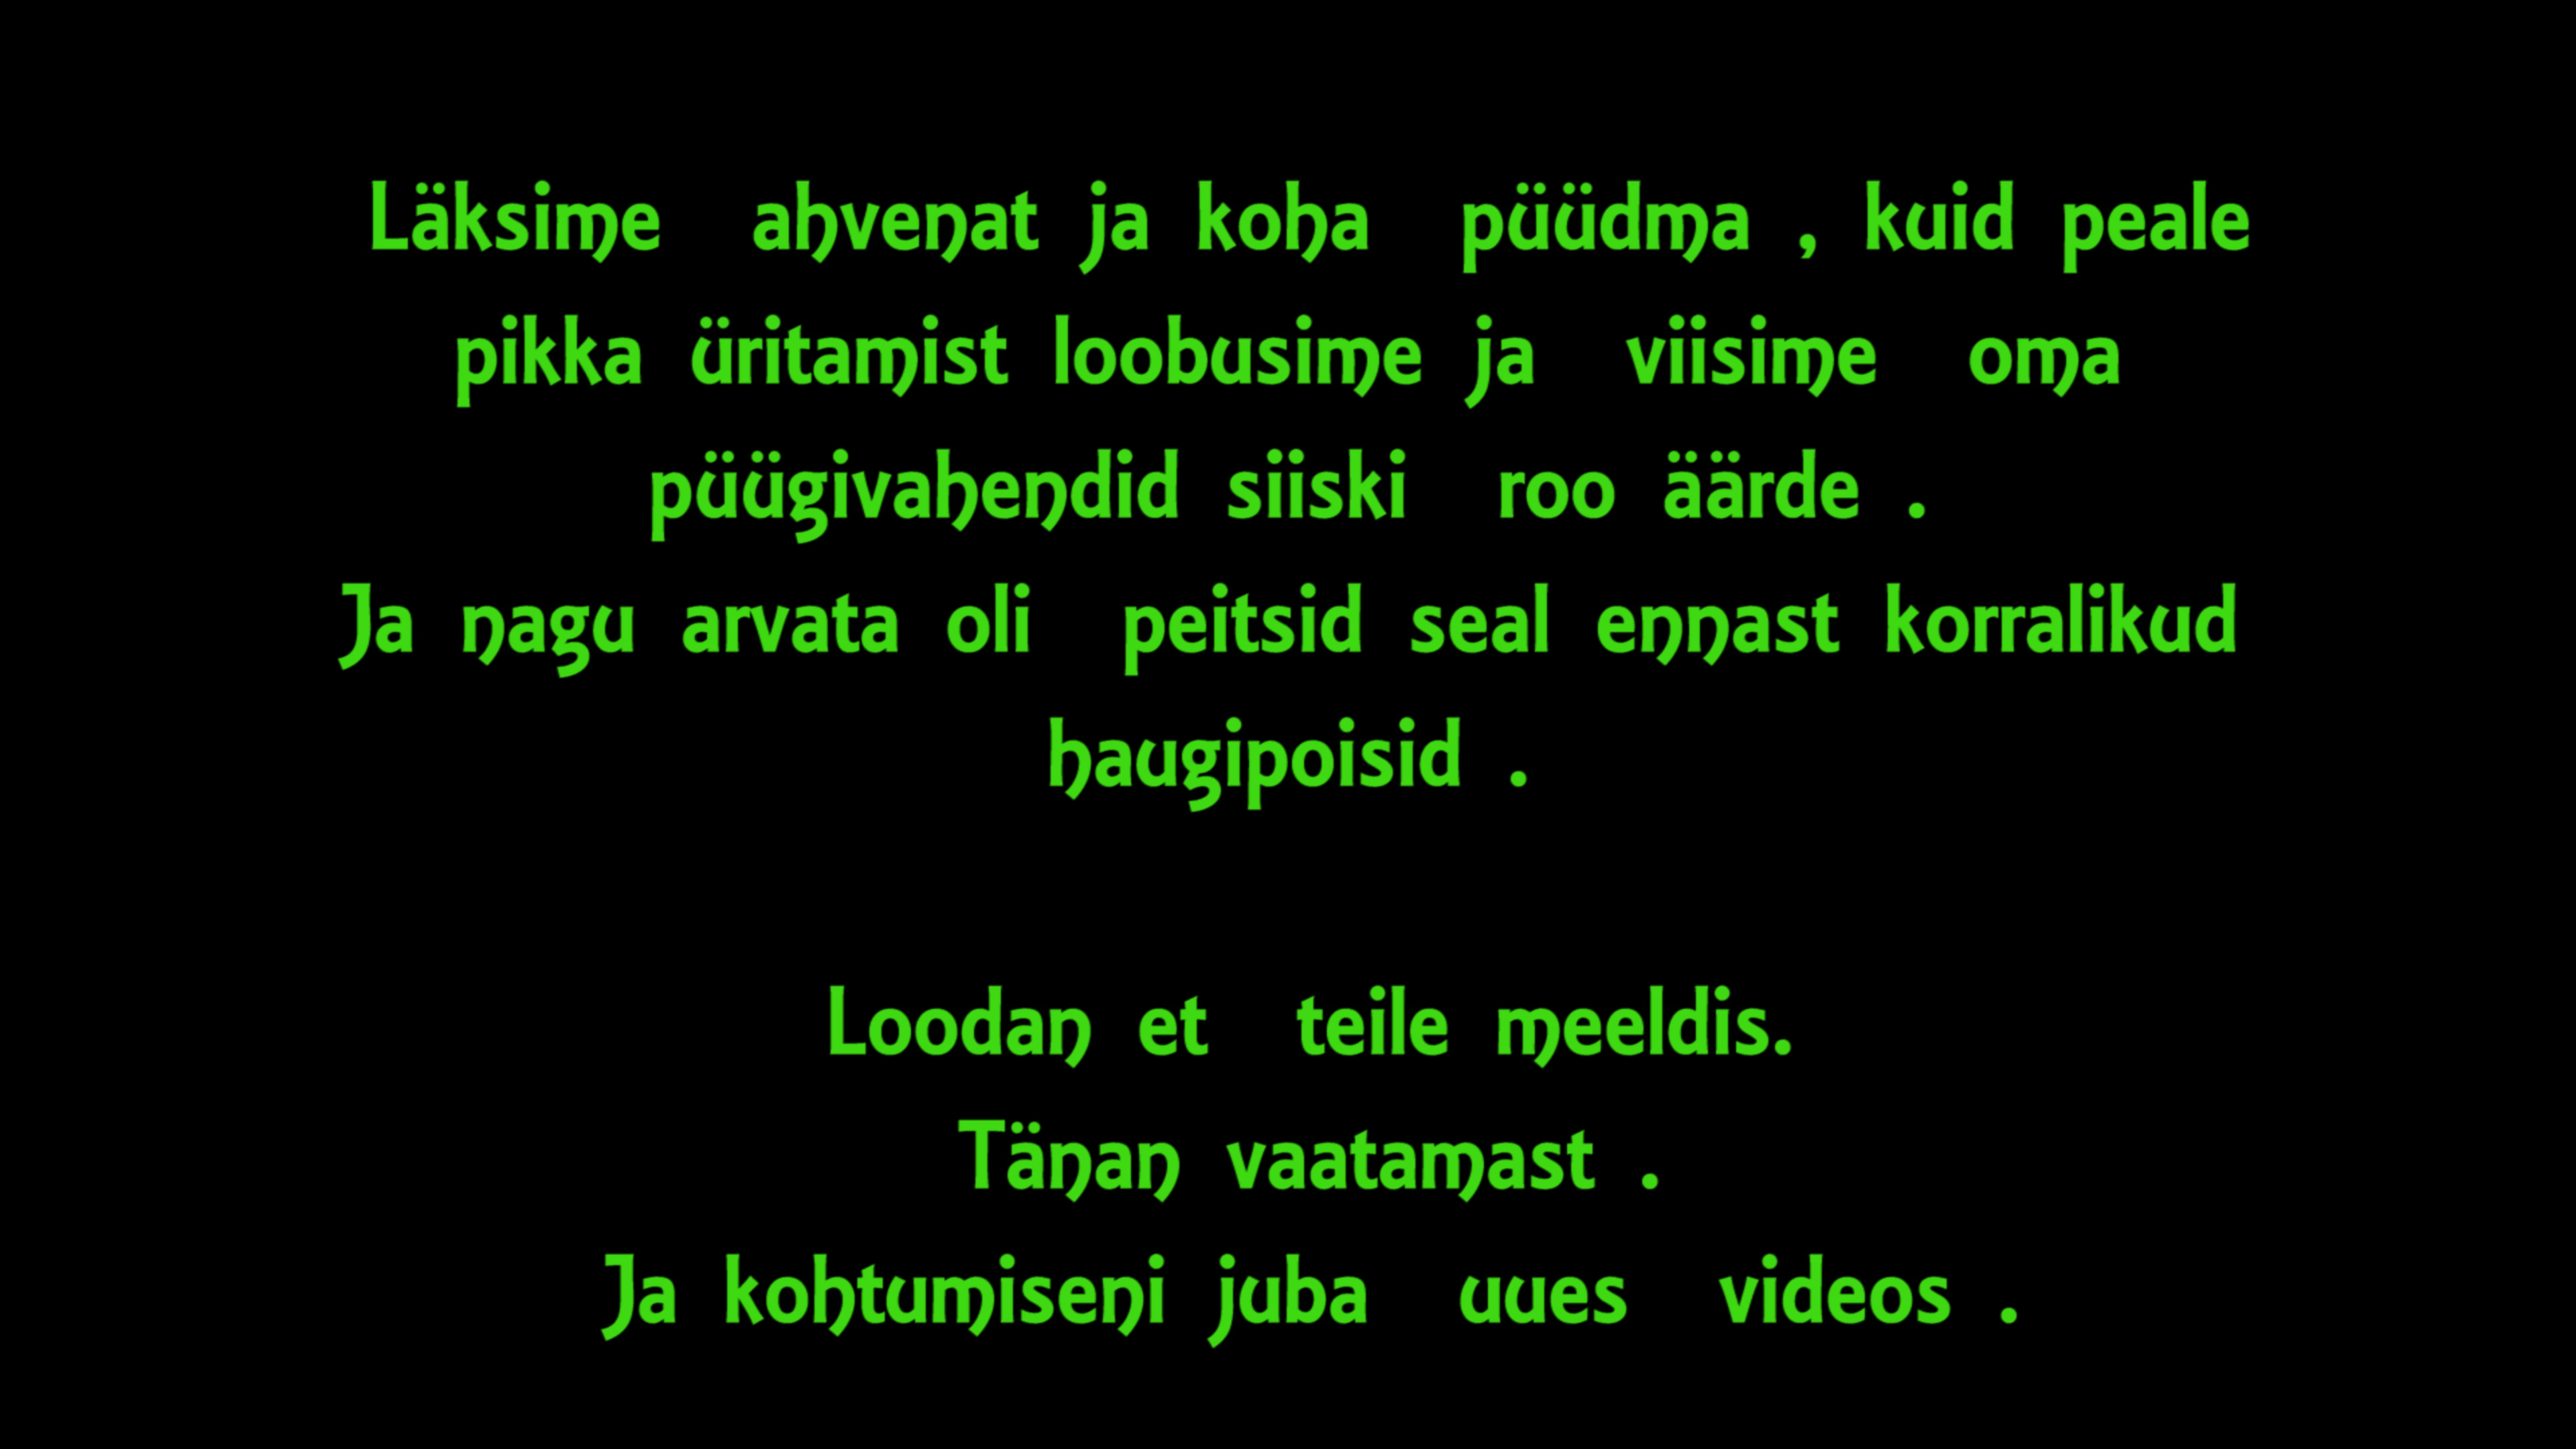 Läksime ahvenat ja koha püüdma , kuid peale
pikka üritamist loobusime ja viisime oma
püügivahendid siiski roo äärde .
Ja nagu arvata oli peitsid seal ennast korralikud
haugipoisid .
Loodan et teile meeldis.
Tänan vaatamast .
Ja kohtumiseni juba uues videos .